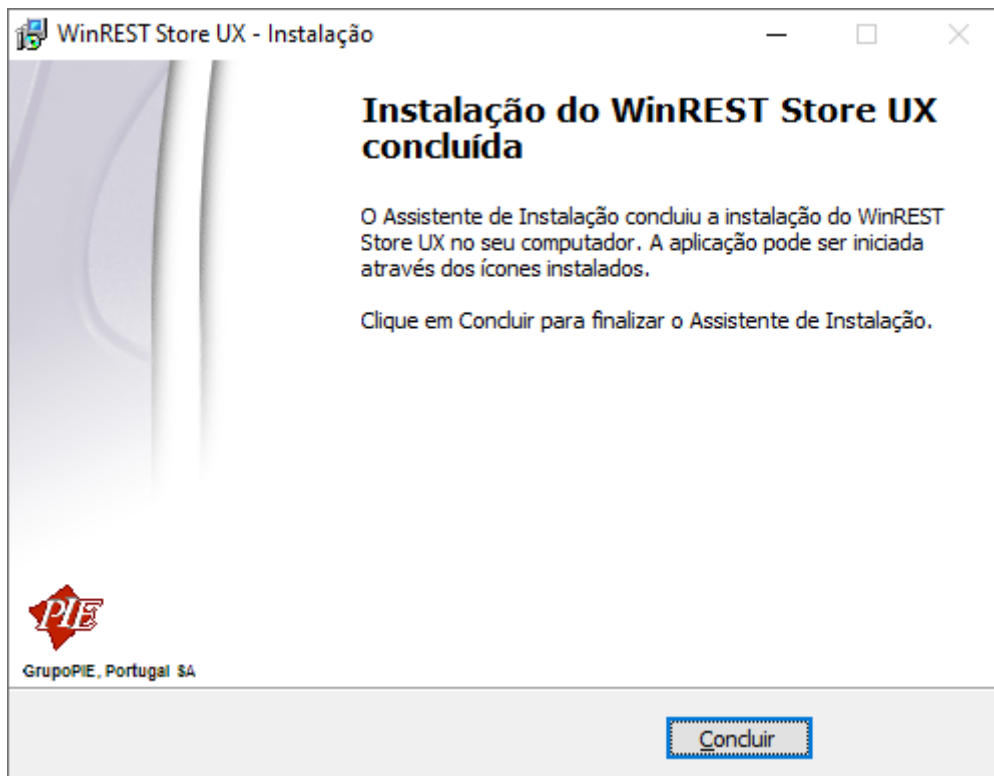 WinREST Store UX - Instalação
Instalação do WinREST Store UX
concluída
O Assistente de Instalação concluiu a instalação do WinREST
Store UX no seu computador. A aplicação pode ser iniciada
através dos ícones instalados.
Clique em Concluir para finalizar o Assistente de Instalação.
PIE
GrupoPIE, Portugal SA
Concluir